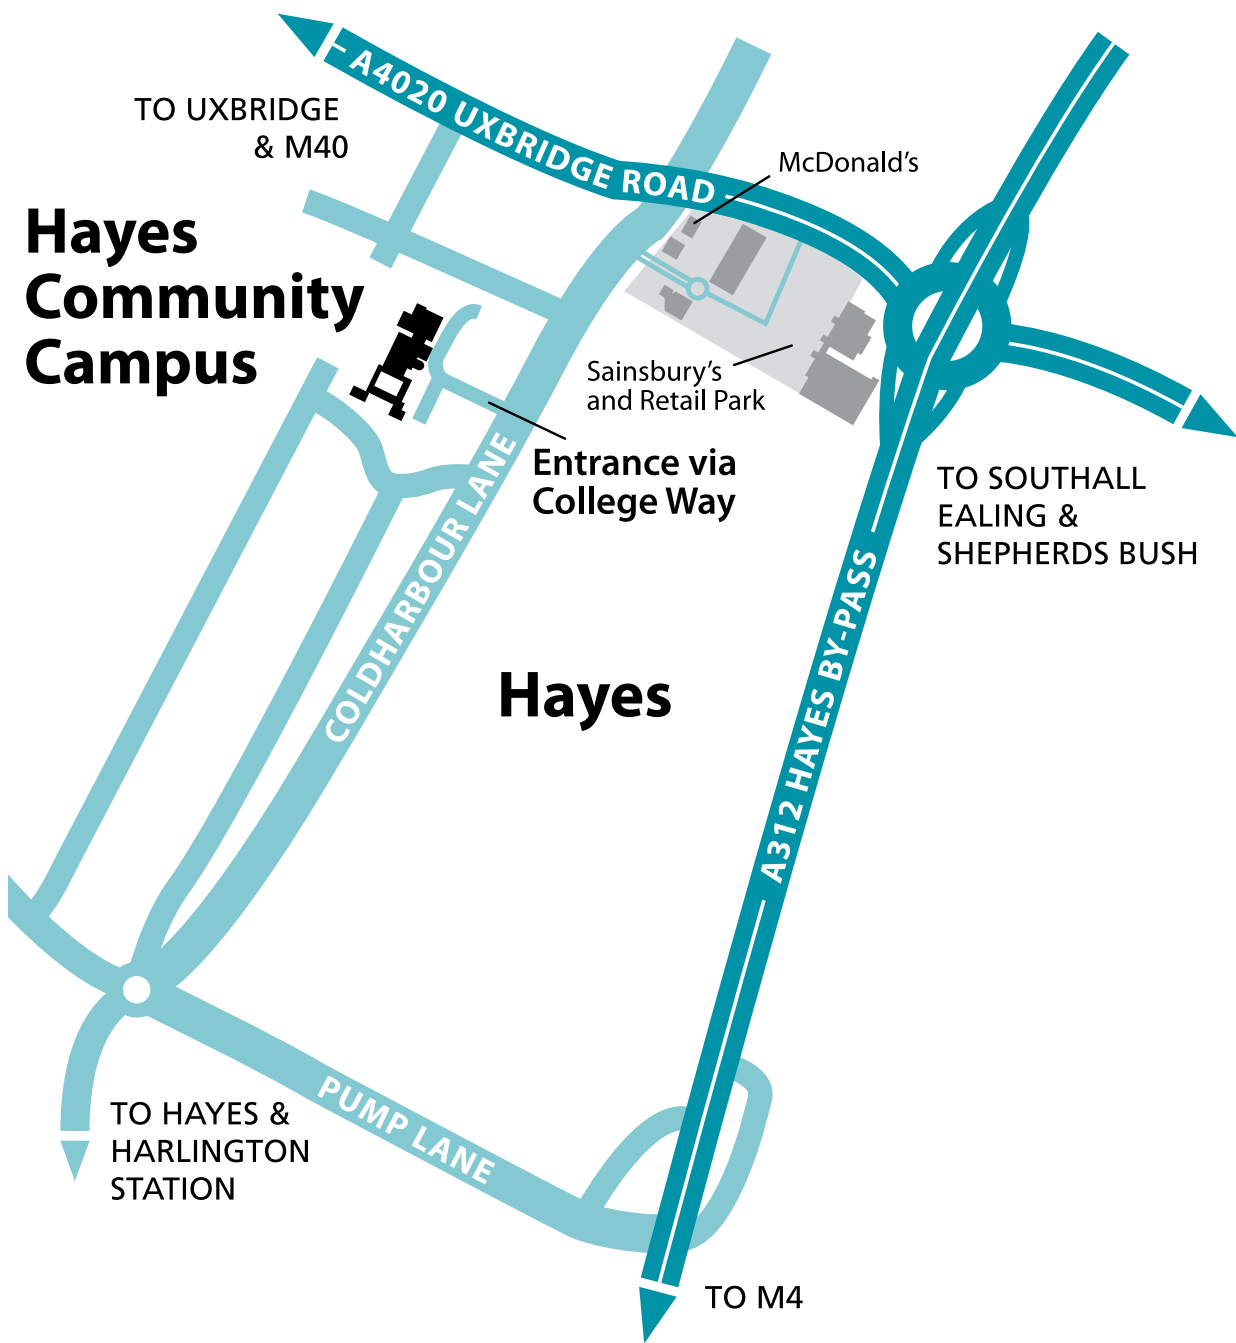 A4020 UXBRIDGE ROAD
TO UXBRIDGE
& M40
McDonald's
Hayes
Community
Campus
Sainsbury's
and Retail Park
Entrance via
College Way
TO SOUTHALL
EALING &
SHEPHERDS BUSH
COLDHARBOUR LANE
Hayes
A312 HAYES BY-PASS
PUMP LANE
TO HAYES &
HARLINGTON
STATION
TO M4